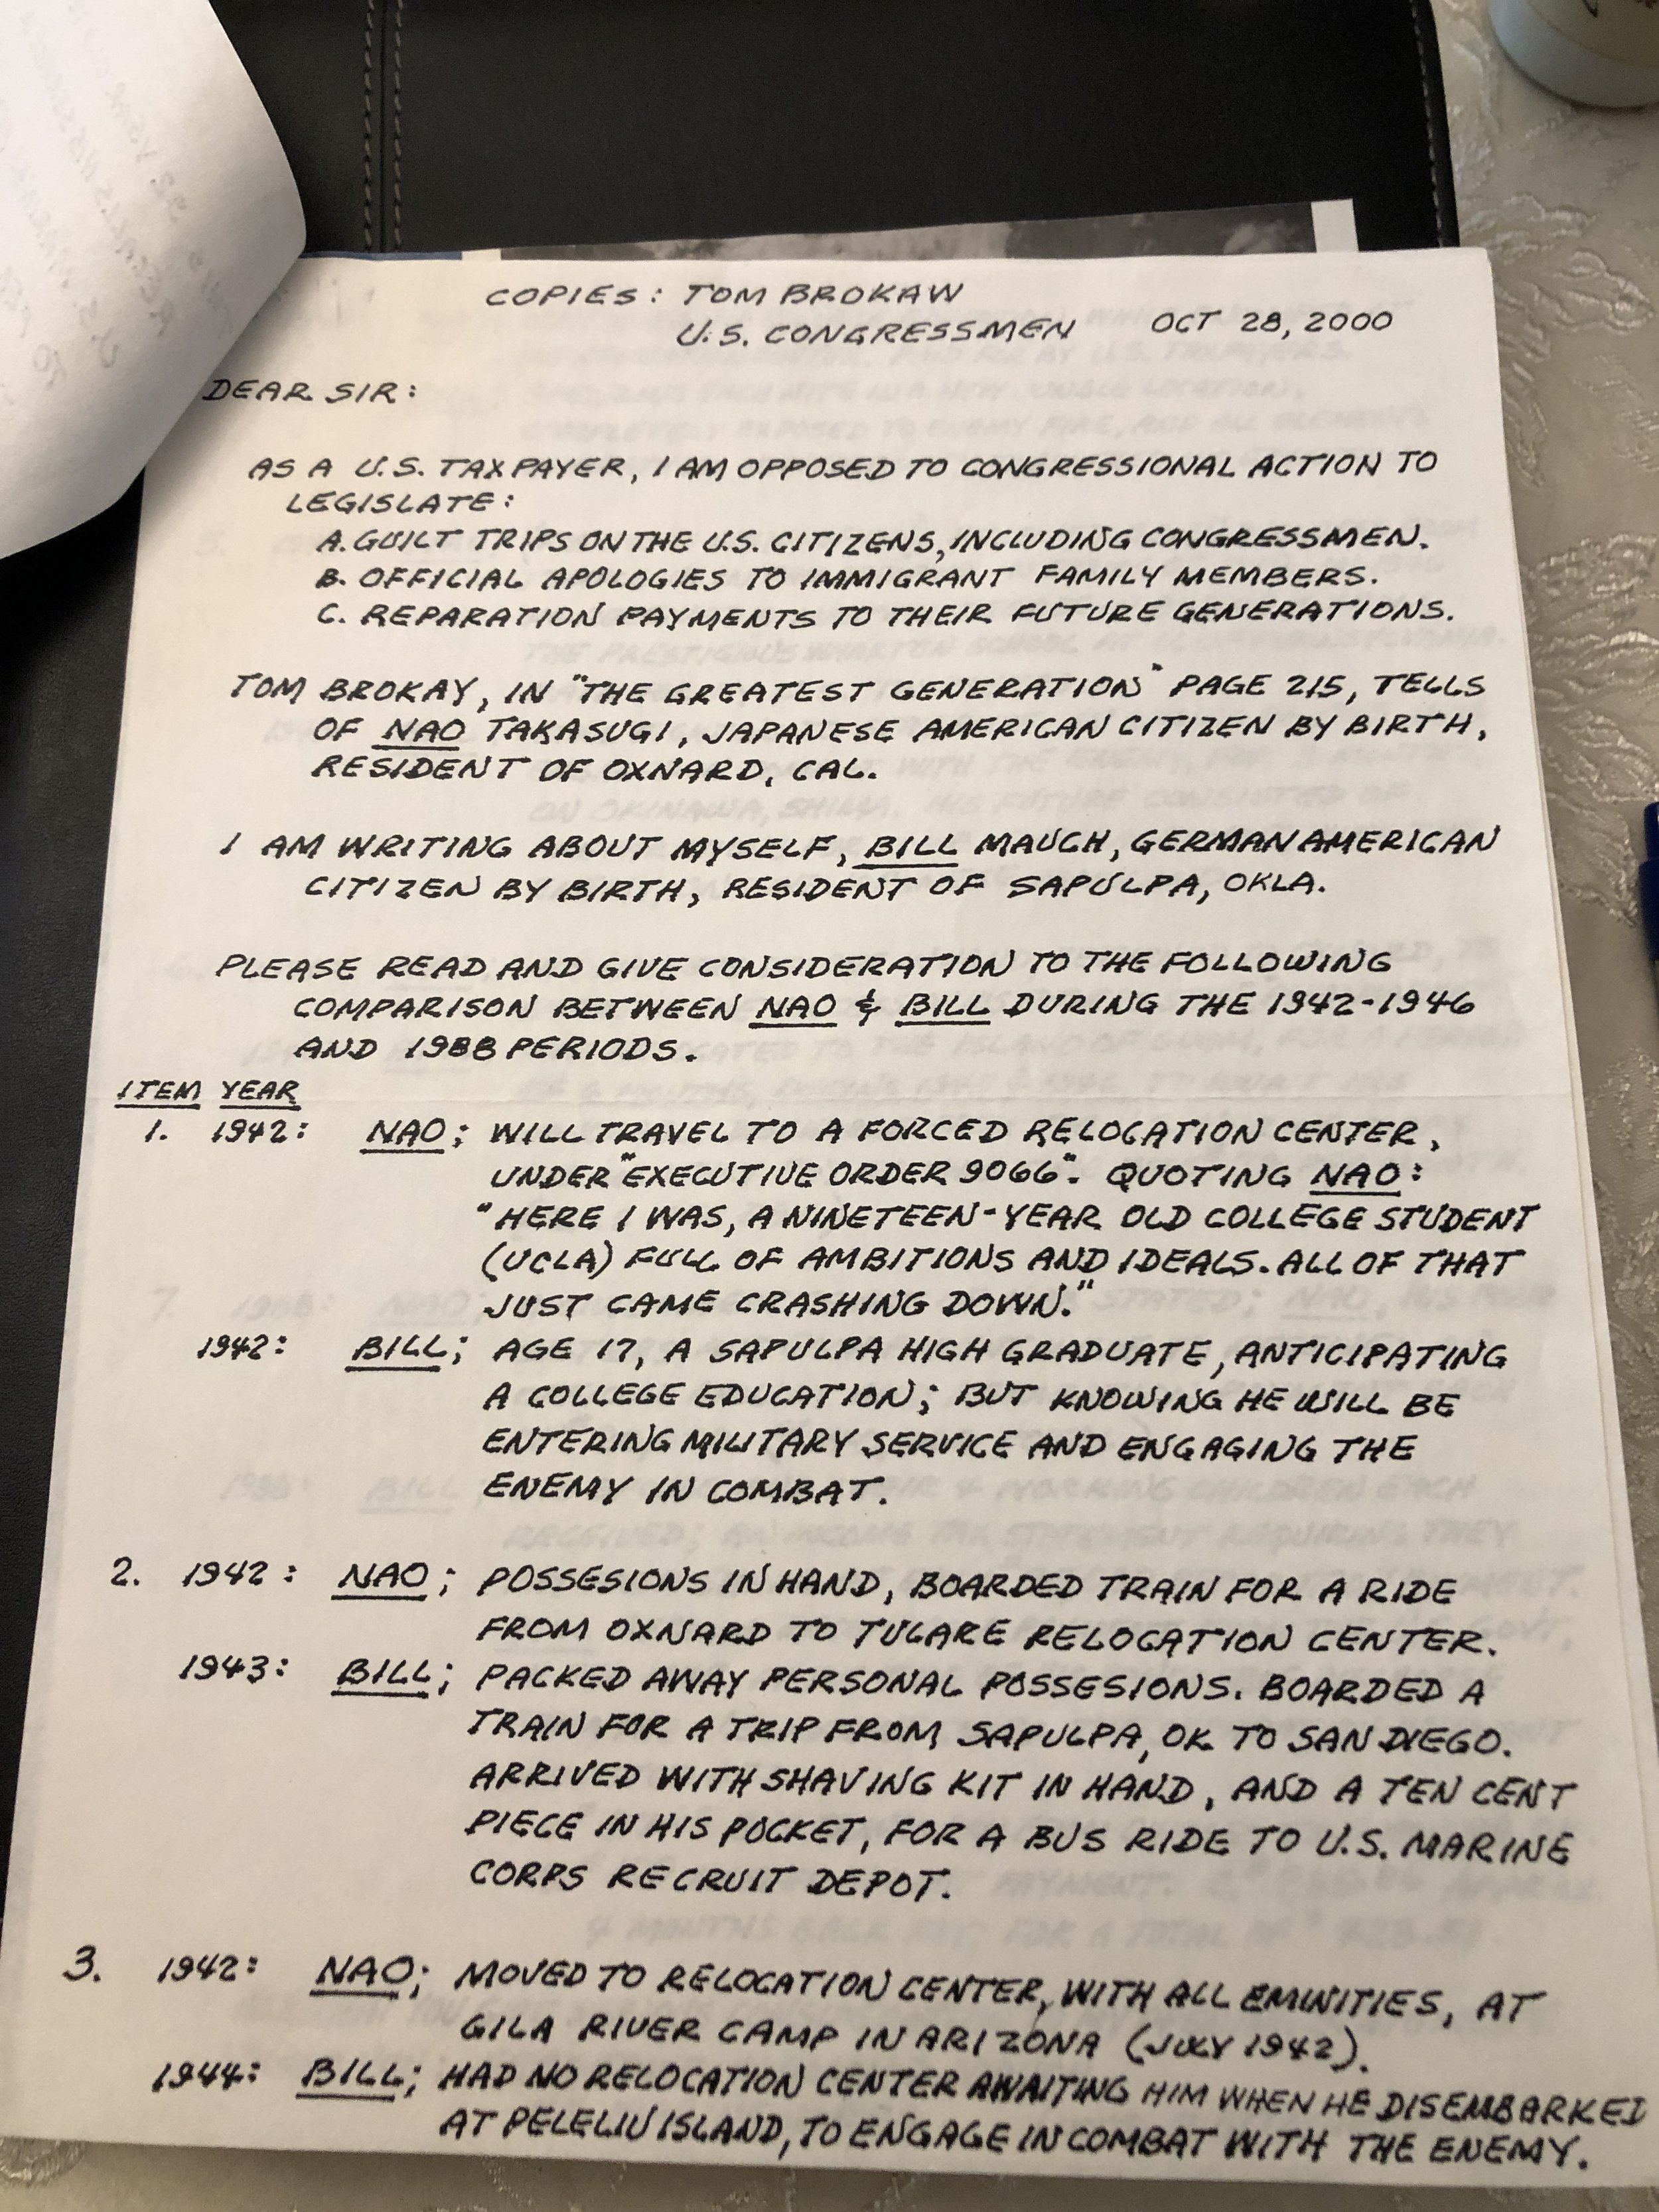 COPIES: TOM BROKAW
U.S. CONGRESSMEN OCT 28, 2000
DEAR SIR:
AS A U.S. TAXPAYER, I AM OPPOSED TO CONGRESSIONAL ACTION TO
LEGISLATE:
A. GUILT TRIPS ON THE U.S. CITIZENS, INCLUDING CONGRESSMEN.
B. OFFICIAL APOLOGIES TO IMMIGRANT FAMILY MEMBERS.
C. REPARATION PAYMENTS TO THEIR FUTURE GENERATIONS.
TOM BROKAY, IN "THE GREATEST GENERATION" PAGE 215, TELLS
OF NAO TAKASUGI, JAPANESE AMERICAN CITIZEN BY BIRTH,
RESIDENT OF OXNARD, CAL.
I AM WRITING ABOUT MYSELF, BILL MAUCH, GERMAN AMERICAN
CITIZEN BY BIRTH, RESIDENT OF SAPULPA, OKLA.
PLEASE READ AND GIVE CONSIDERATION TO THE FOLLOWING
COMPARISON BETWEEN NAO & BILL DURING THE 1942-1946
AND 1988 PERIODS.
ITEM YEAR
1. 1942: NAO; WILL TRAVEL TO A FORCED RELOCATION CENTER,
UNDER "EXECUTIVE ORDER 9066". QUOTING NAO:
"HERE I WAS, A NINETEEN-YEAR OLD COLLEGE STUDENT
(UCLA) FULL OF AMBITIONS AND IDEALS. ALL OF THAT
JUST CAME CRASHING DOWN."
1942: BILL; AGE 17, A SAPULPA HIGH GRADUATE, ANTICIPATING
A COLLEGE EDUCATION; BUT KNOWING HE WILL BE
ENTERING MILITARY SERVICE AND ENGAGING THE
ENEMY IN COMBAT.
2. 1942: NAO; POSSESIONS IN HAND, BOARDED TRAIN FOR A RIDE
FROM OXNARD TO TULARE RELOCATION CENTER.
1943: BILL; PACKED AWAY PERSONAL POSSESIONS. BOARDED A
TRAIN FOR A TRIP FROM SAPULPA, OK TO SAN DIEGO.
ARRIVED WITH SHAVING KIT IN HAND, AND A TEN CENT
PIECE IN HIS POCKET, FOR A BUS RIDE TO U.S. MARINE
CORPS RECRUIT DEPOT.
3. 1942: NAO; MOVED TO RELOCATION CENTER, WITH ALL EMINITIES, AT
GILA RIVER CAMP IN ARIZONA (JULY 1942).
1944: BILL; HAD NO RELOCATION CENTER AWAITING HIM WHEN HE DISEMBARKED
AT PELELIU ISLAND, TO ENGAGE IN COMBAT WITH THE ENEMY.